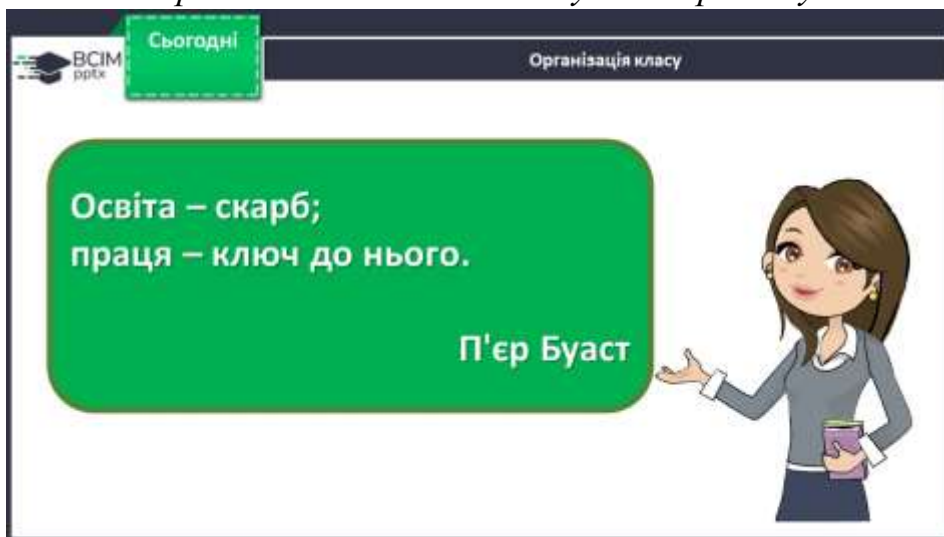 Сьогодні
ВСІМ
pptx
Організація класу
Освіта – скарб;
праця – ключ до нього.
П'єр Буаст